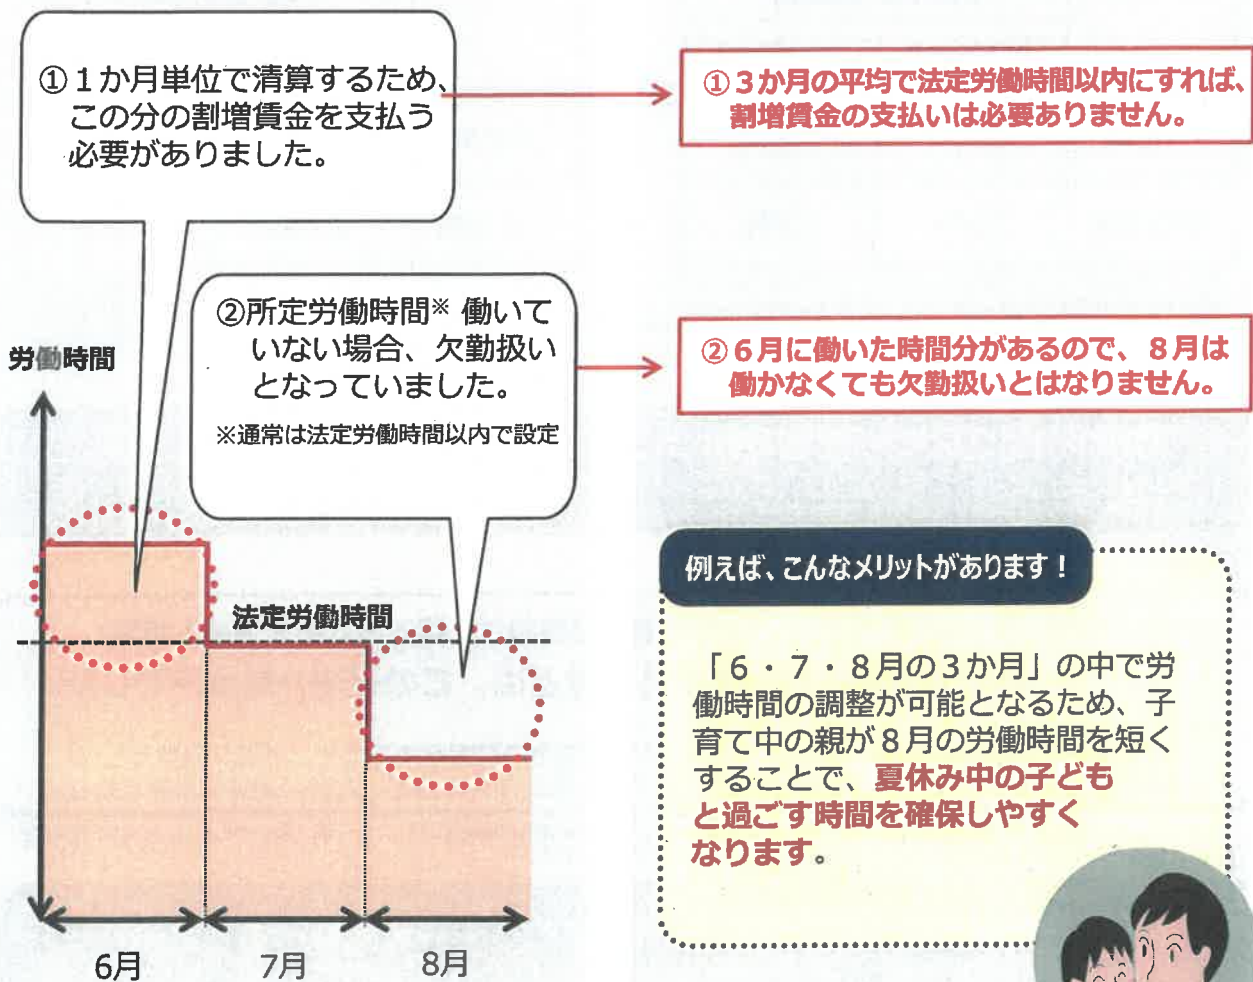 ①１か月単位で清算するため、
この分の割増賃金を支払う
必要がありました。
①３か月の平均で法定労働時間以内にすれば、
割増賃金の支払いは必要ありません。
②所定労働時間※ 働いて
いない場合、欠勤扱い
となっていました。
※通常は法定労働時間以内で設定
②６月に働いた時間分があるので、８月は
働かなくても欠勤扱いとはなりません。
労働時間
法定労働時間
6月
7月
8月
例えば、こんなメリットがあります！
「６・７・８月の３か月」の中で労
働時間の調整が可能となるため、子
育て中の親が８月の労働時間を短く
することで、夏休み中の子ども
と過ごす時間を確保しやすく
なります。